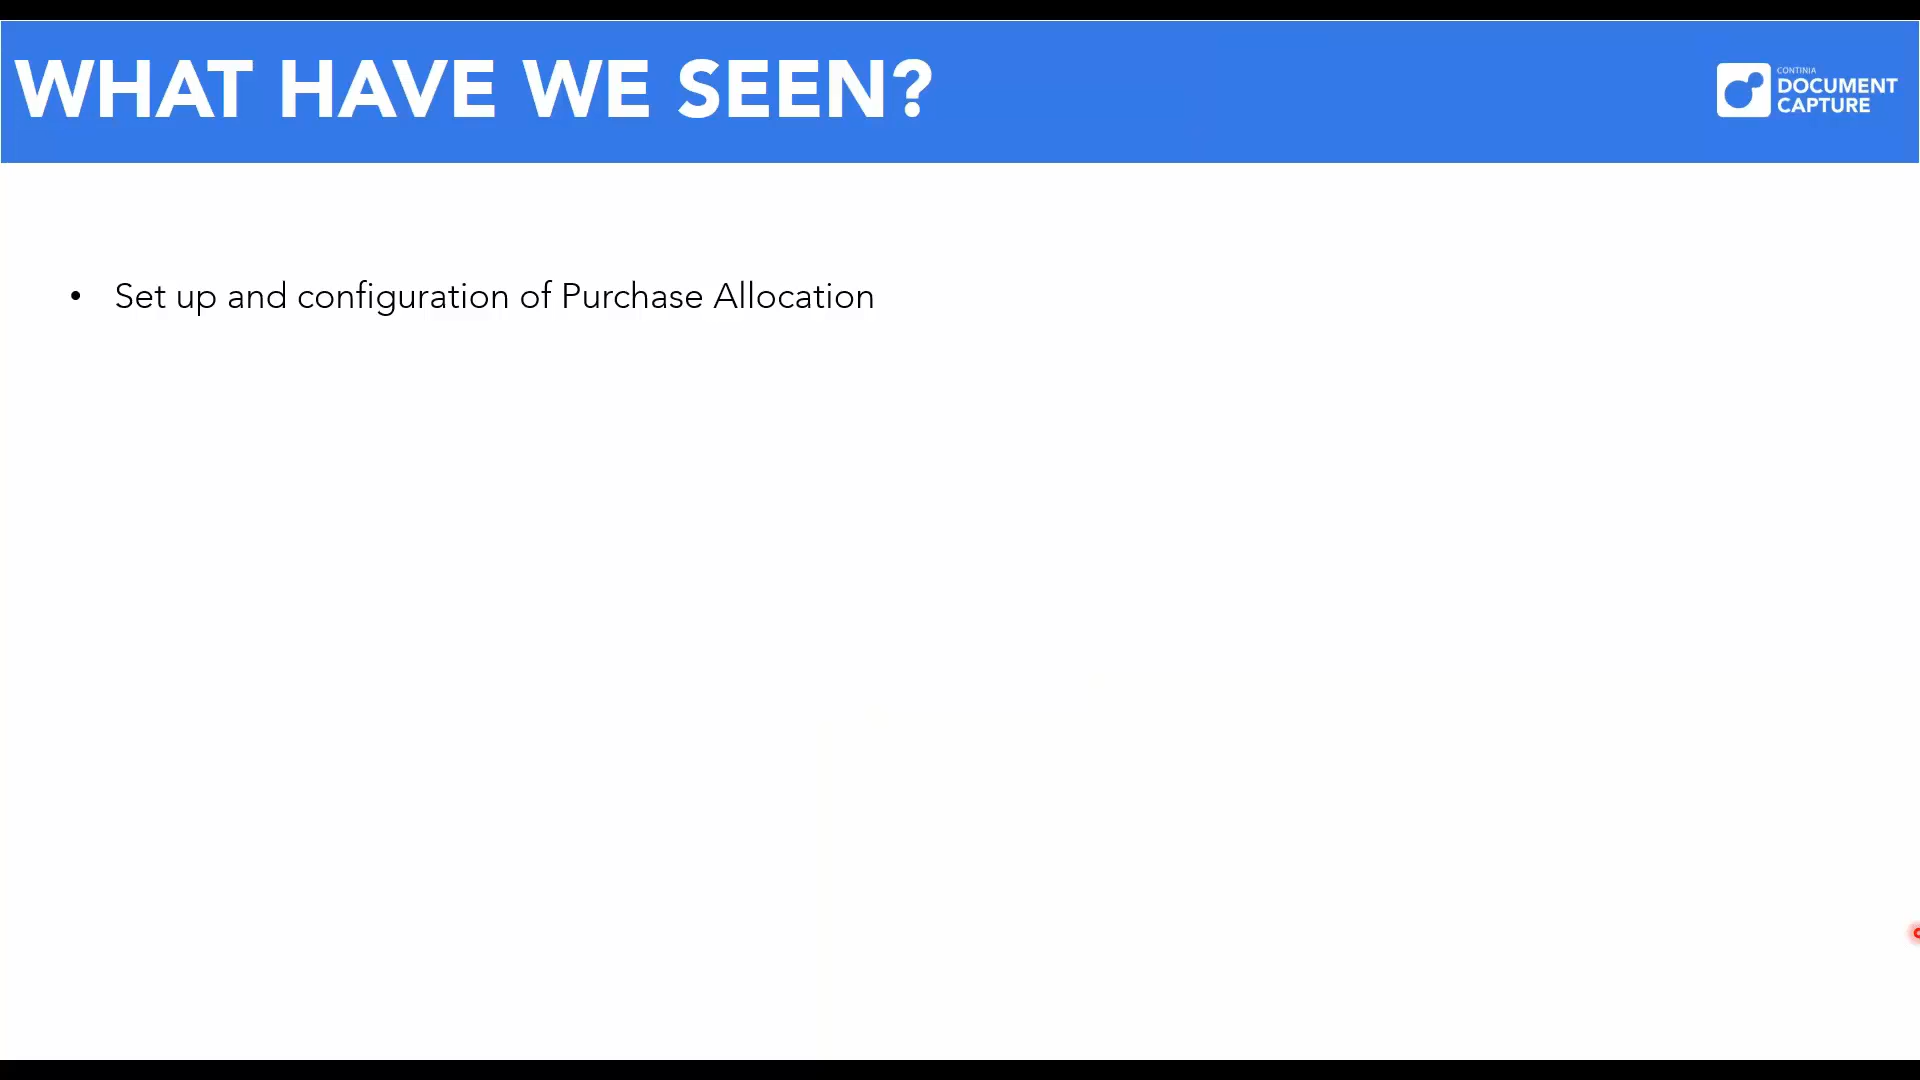 WHAT HAVE WE SEEN?
CONTINIA
DOCUMENT
CAPTURE
• Set up and configuration of Purchase Allocation